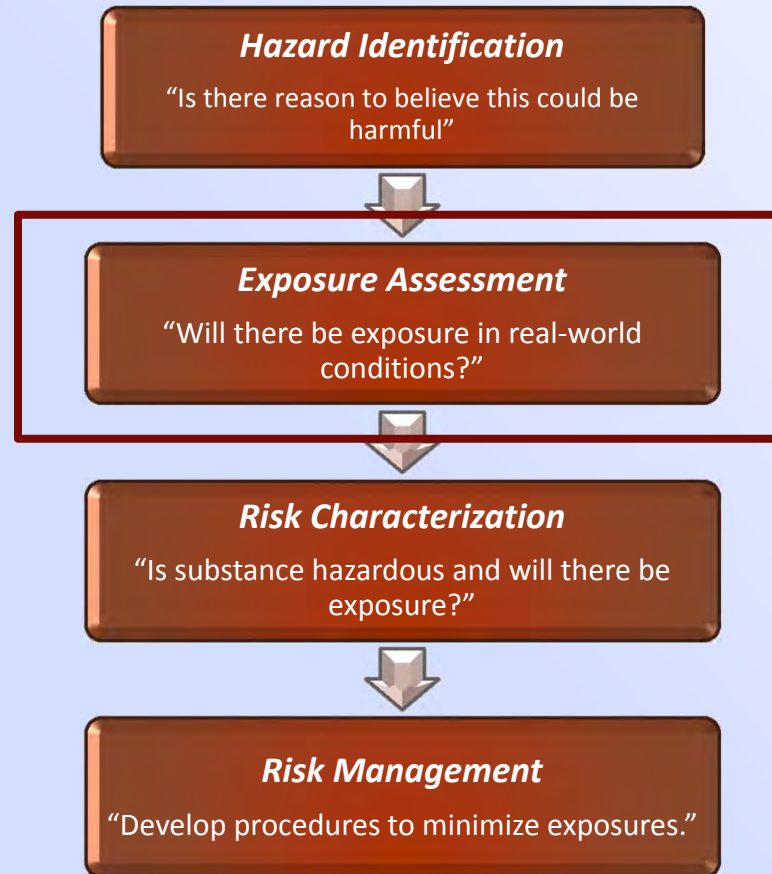 Hazard Identification
“Is there reason to believe this could be
harmful”
Exposure Assessment
“Will there be exposure in real-world
conditions?”
Risk Characterization
“Is substance hazardous and will there be
exposure?”
Risk Management
“Develop procedures to minimize exposures.”